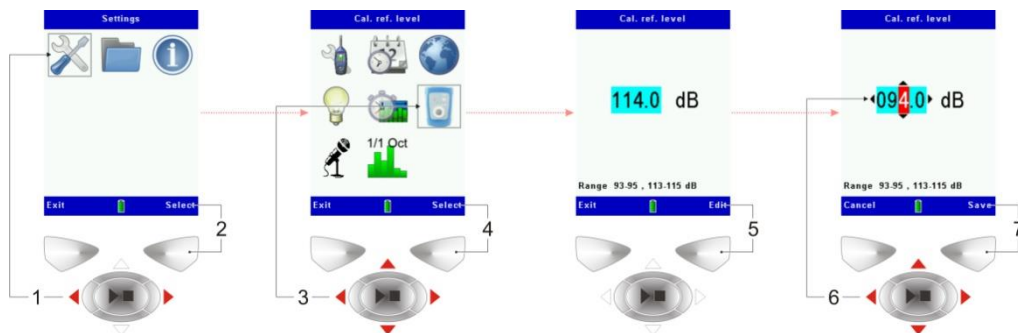 Settings
Exit Select
2
1
Cal. ref. level
2
1/1 Oct
Exit Select
4
3
Cal. ref. level
114.0 dB
Range 93-95 , 113-115 dB
Exit Edit
5
Cal. ref. level
094.0 dB
Range 93-95 , 113-115 dB
Cancel Save
7
6